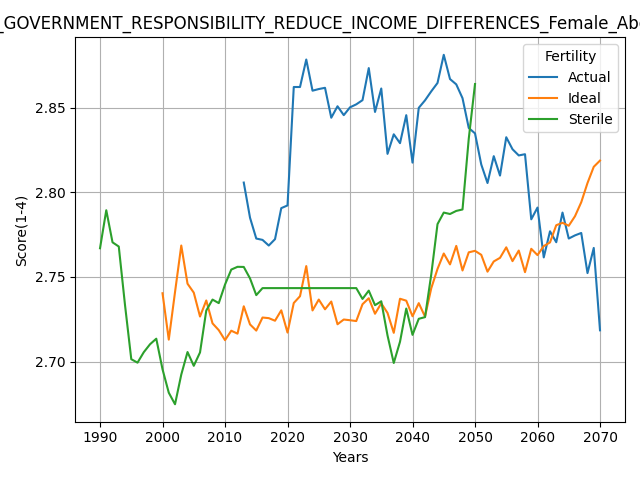 _GOVERNMENT_RESPONSIBILITY_REDUCE_INCOME_DIFFERENCES_Female_Ab
Fertility
Actual
Ideal
Sterile
Score(1-4)
2.85
2.80
2.75
2.70
1990 2000 2010 2020 2030 2040 2050 2060 2070
Years